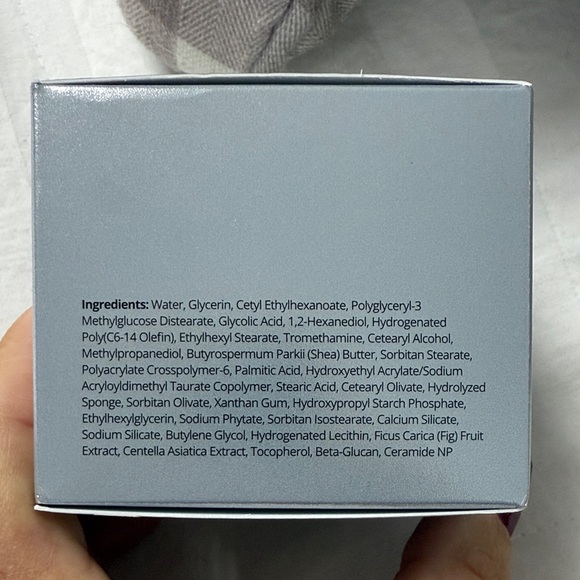 Ingredients: Water, Glycerin, Cetyl Ethylhexanoate, Polyglyceryl-3
Methylglucose Distearate, Glycolic Acid, 1,2-Hexanediol, Hydrogenated
Poly(C6-14 Olefin), Ethylhexyl Stearate, Tromethamine, Cetearyl Alcohol,
Methylpropanediol, Butyrospermum Parkii (Shea) Butter, Sorbitan Stearate,
Polyacrylate Crosspolymer-6, Palmitic Acid, Hydroxyethyl Acrylate/Sodium
Acryloyldimethyl Taurate Copolymer, Stearic Acid, Cetearyl Olivate, Hydrolyzed
Sponge, Sorbitan Olivate, Xanthan Gum, Hydroxypropyl Starch Phosphate,
Ethylhexylglycerin, Sodium Phytate, Sorbitan Isostearate, Calcium Silicate,
Sodium Silicate, Butylene Glycol, Hydrogenated Lecithin, Ficus Carica (Fig) Fruit
Extract, Centella Asiatica Extract, Tocopherol, Beta-Glucan, Ceramide NP